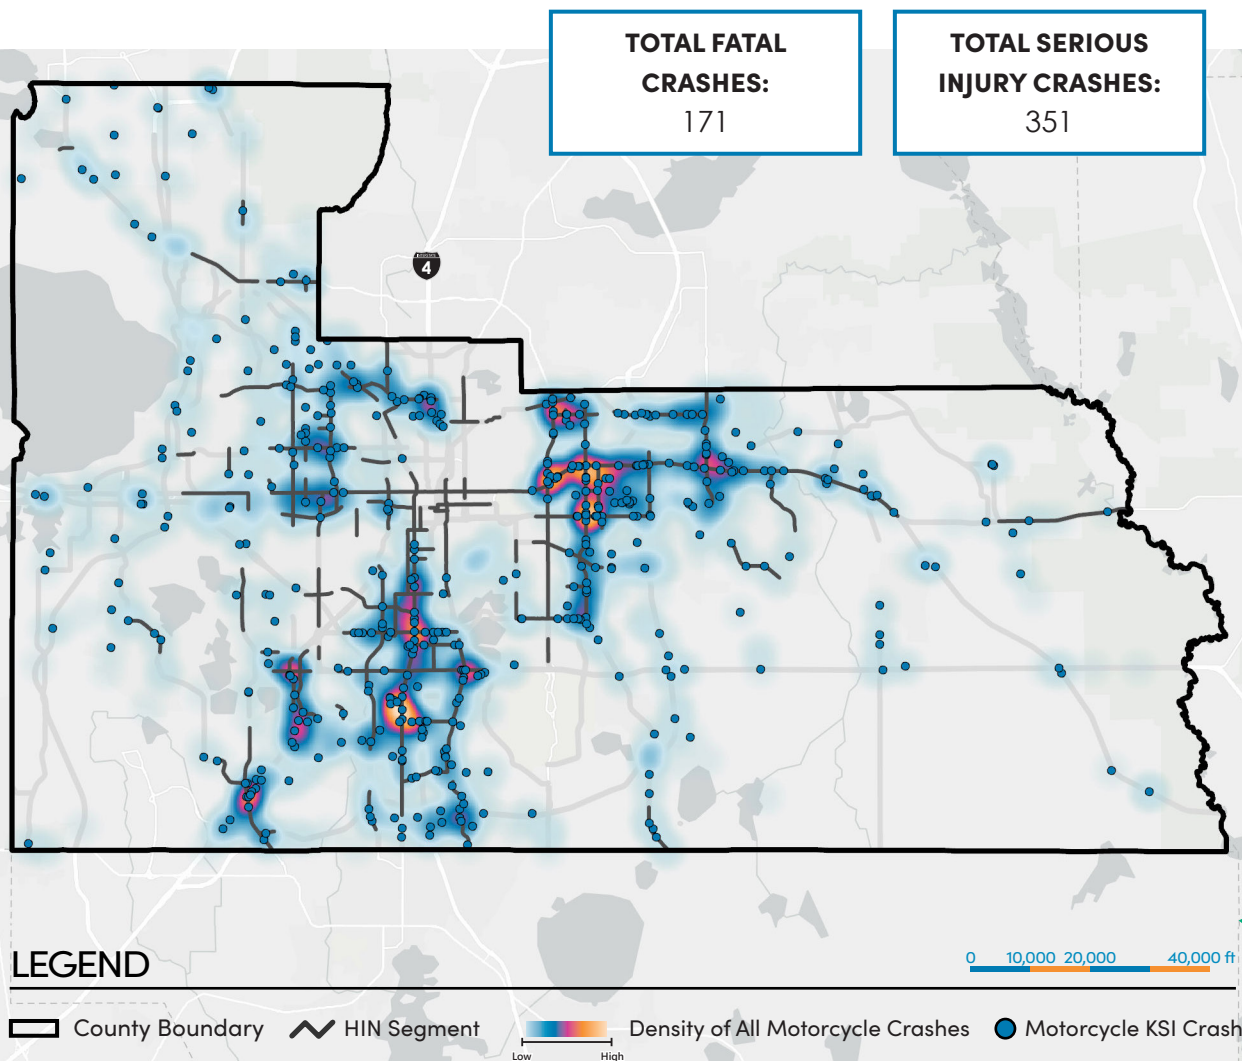 TOTAL FATAL
CRASHES:
171
TOTAL SERIOUS
INJURY CRASHES:
351
4
LEGEND
0 10,000 20,000 40,000 ft
County Boundary
HIN Segment
Low High
Density of All Motorcycle Crashes
Motorcycle KSI Crash